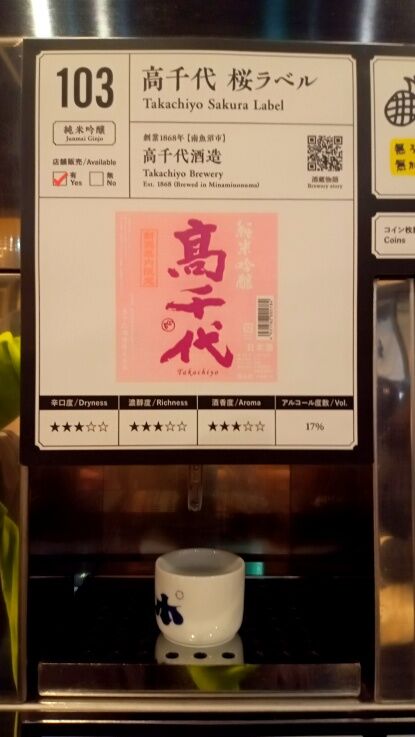 103
高千代 桜ラベル
Takachiyo Sakura Label
純米吟醸
Junmai Ginjo
店舗販売/Available
有
Yes
無
No
創業1868年【南魚沼市】
高千代酒造
Takachiyo Brewery
Est. 1868 (Brewed in Minamiuonuma)
酒蔵物語
Brewery story
純米吟醸
高千代
Takachiyo
日本酒
辛口度/Dryness
★★★☆☆
濃醇度/Richness
★★★☆☆
酒香度/Aroma
★★★☆☆
アルコール度数/Vol.
17%
Coins